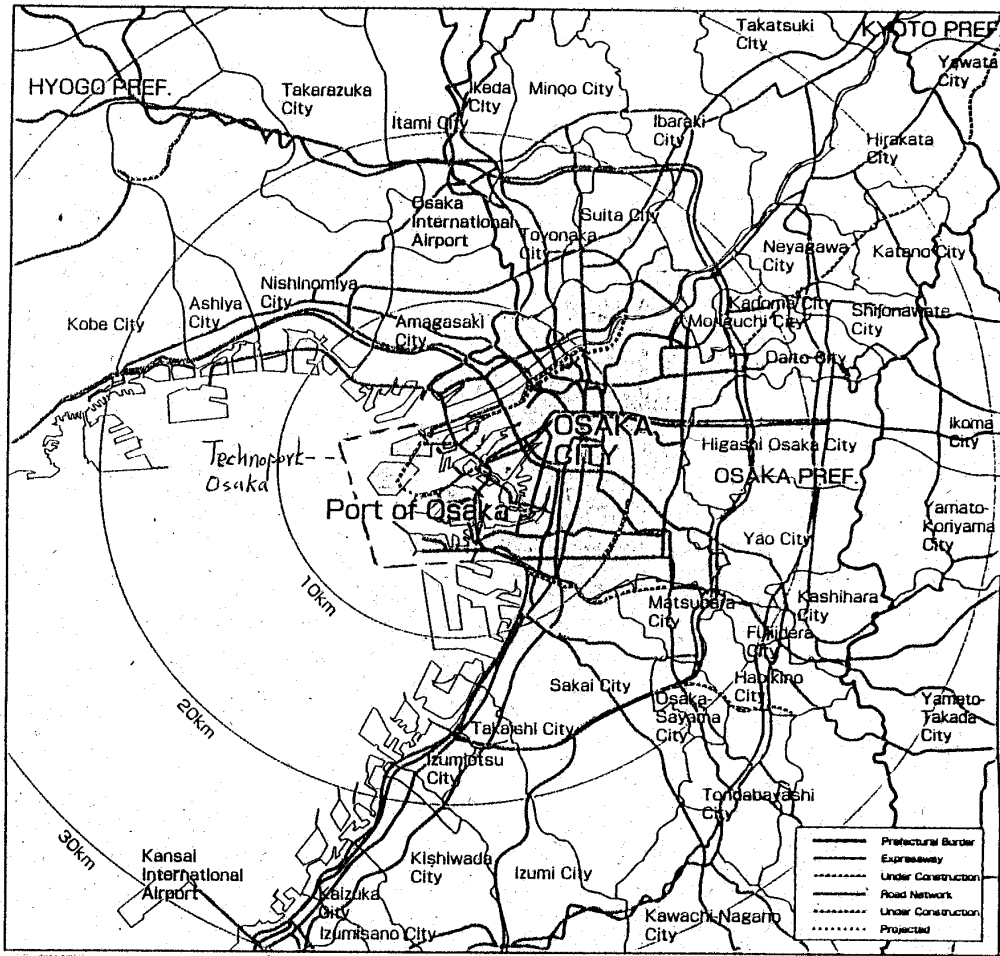 Takatsuki
City
KYOTO PREF.
Yawata
City
HYOGO PREF.
Takarazuka
City
Ikeda
City
Minoo City
Itami City
Ibaraki
City
Hirakata
City
Osaka
International
Airport
Suita City
Toyonaka
City
Neyagawa
City
Katano City
Nishinomiya
City
Ashiya
City
Kobe City
Amagasaki
City
Kadoma City
Moriguchi City
Shijonawate
City
Daito City
OSAKA
CITY
Ikoma
City
Higashi Osaka City
OSAKA PREF.
Technoport
Osaka
Port of Osaka
Yamato-
Koriyama
City
Yao City
10km
Matsubara
City
Kashihara
City
Fujiidera
City
Habikino
City
Sakai City
Osaka-
Sayama
City
Yamato-
Takada
City
20km
Takaishi City
Izumiotsu
City
Tondabayashi
City
30km
Kansai
International
Airport
Kishiwada
City
Izumi City
Kaizuka
City
Izumisano City
Kawachi-Nagano
City
Prefectural Border
Expressway
Under Construction
Road Network
Under Construction
Projected